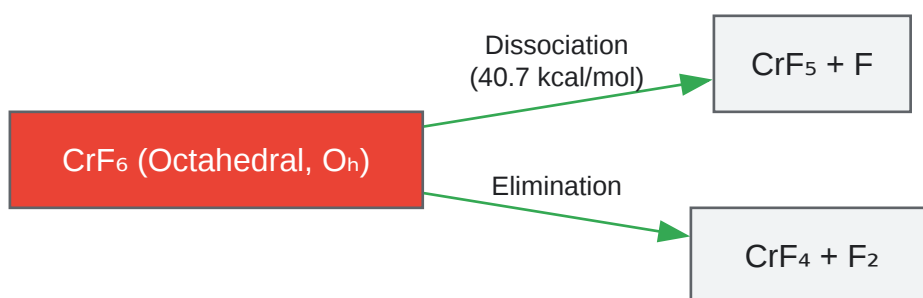 Dissociation
(40.7 kcal/mol)
CrF₅ + F
CrF₆ (Octahedral, Oₕ)
Elimination
CrF₄ + F₂